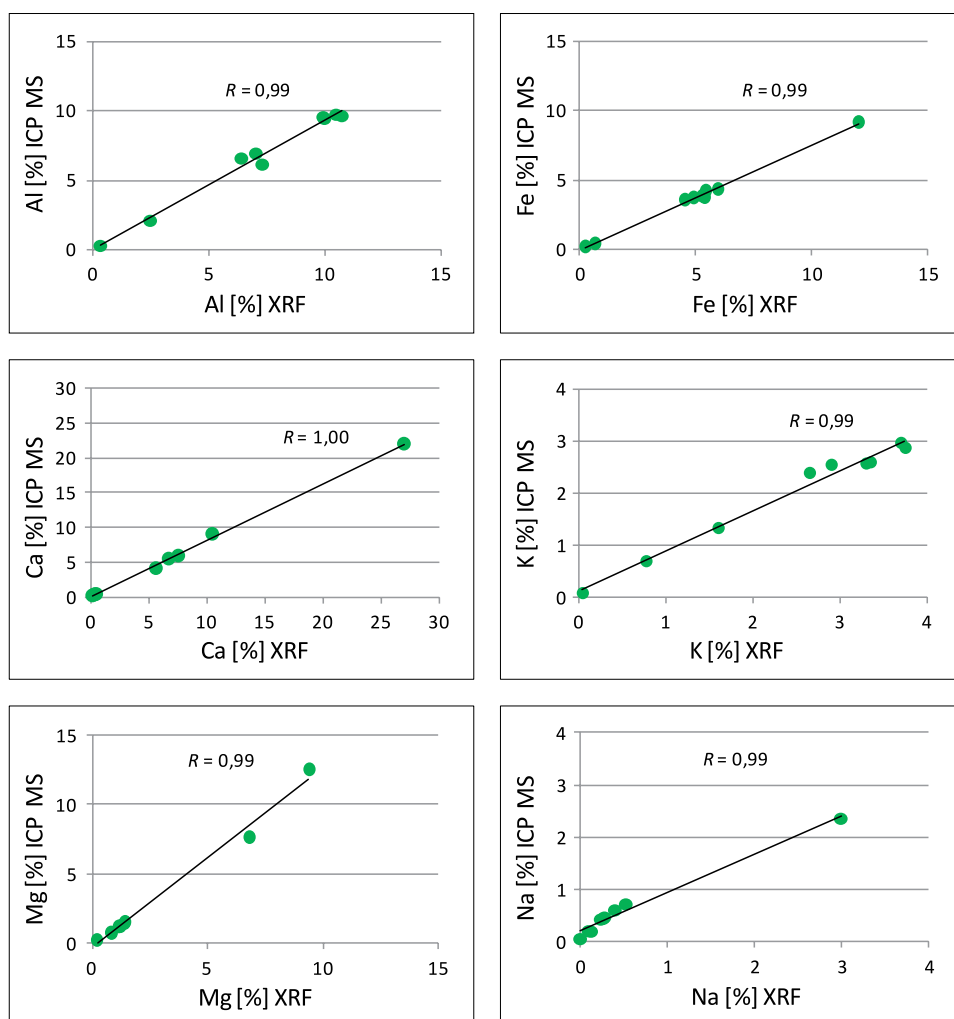 Al [%] ICP MS
15
10
5
0
R = 0,99
0 5 10 15
Al [%] XRF
Fe [%] ICP MS
15
10
5
0
R = 0,99
0 5 10 15
Fe [%] XRF
Ca [%] ICP MS
30
20
10
0
R = 1,00
0 5 10 15 20 25 30
Ca [%] XRF
K [%] ICP MS
4
3
2
1
0
R = 0,99
0 1 2 3 4
K [%] XRF
Mg [%] ICP MS
15
10
5
0
R = 0,99
0 5 10 15
Mg [%] XRF
Na [%] ICP MS
4
3
2
1
0
R = 0,99
0 1 2 3 4
Na [%] XRF